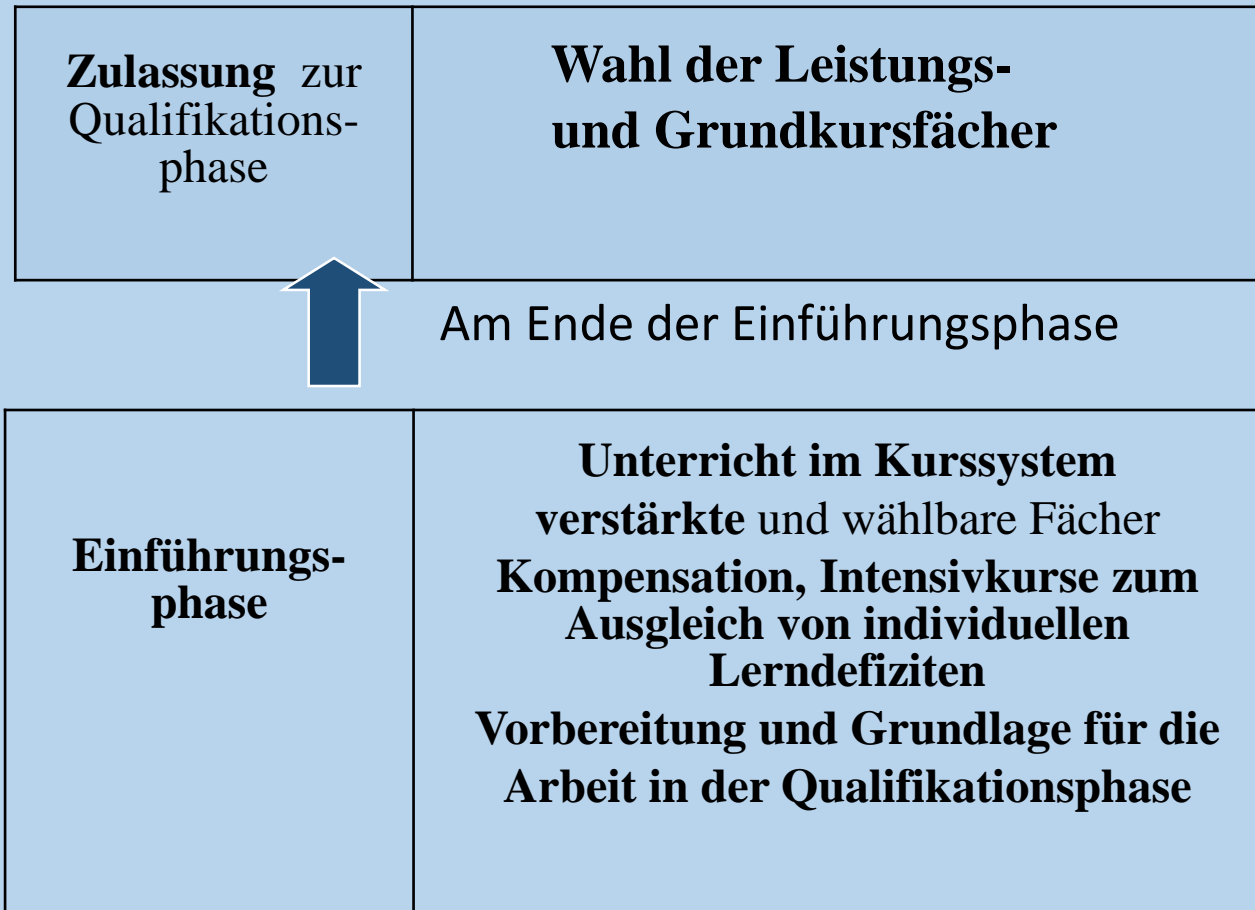 Zulassung zur
Qualifikations-
phase
Wahl der Leistungs-
und Grundkursfächer
Am Ende der Einführungsphase
Einführungs-
phase
Unterricht im Kurssystem
verstärkte und wählbare Fächer
Kompensation, Intensivkurse zum
Ausgleich von individuellen
Lerndefiziten
Vorbereitung und Grundlage für die
Arbeit in der Qualifikationsphase